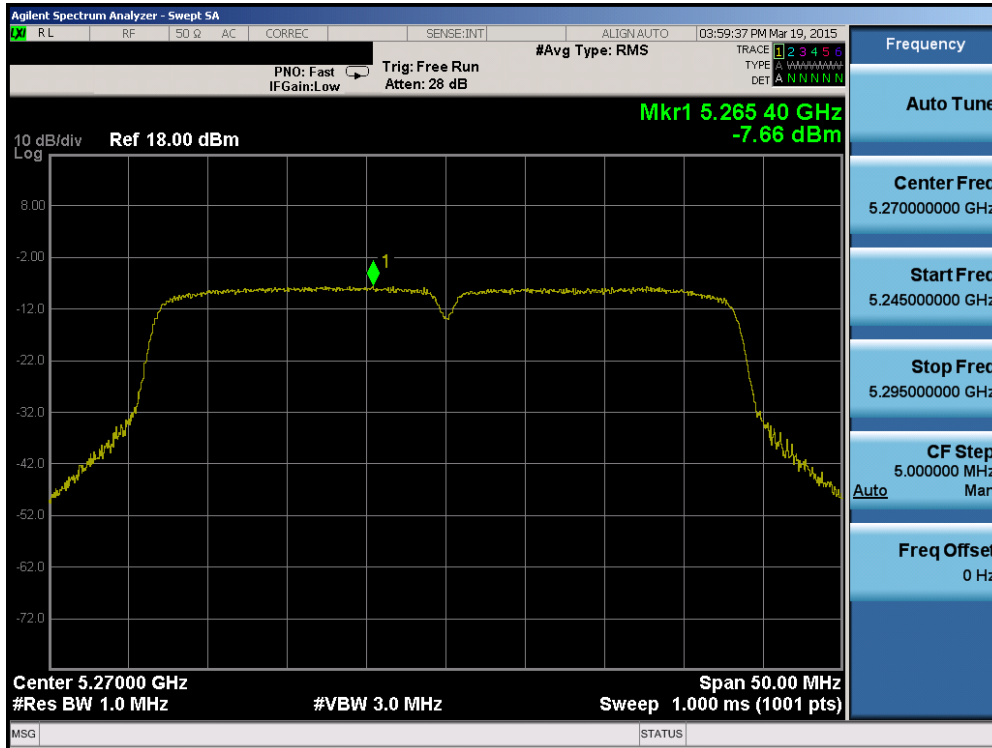 Agilent Spectrum Analyzer - Swept SA
LXI RL RF 50 Ω AC CORREC SENSE:INT ALIGN AUTO 03:59:37 PM Mar 19, 2015
#Avg Type: RMS TRACE 1 2 3 4 5 6
PNO: Fast Trig: Free Run TYPE A WWWWW
IFGain:Low Atten: 28 dB DET A N N N N N
Mkr1 5.265 40 GHz
-7.66 dBm
10 dB/div Ref 18.00 dBm
Log
1
8.00
-2.00
-12.0
-22.0
-32.0
-42.0
-52.0
-62.0
-72.0
Center 5.27000 GHz Span 50.00 MHz
#Res BW 1.0 MHz #VBW 3.0 MHz Sweep 1.000 ms (1001 pts)
MSG STATUS
Frequency
Auto Tune
Center Freq
5.270000000 GHz
Start Freq
5.245000000 GHz
Stop Freq
5.295000000 GHz
CF Step
5.000000 MHz
Auto Man
Freq Offset
0 Hz